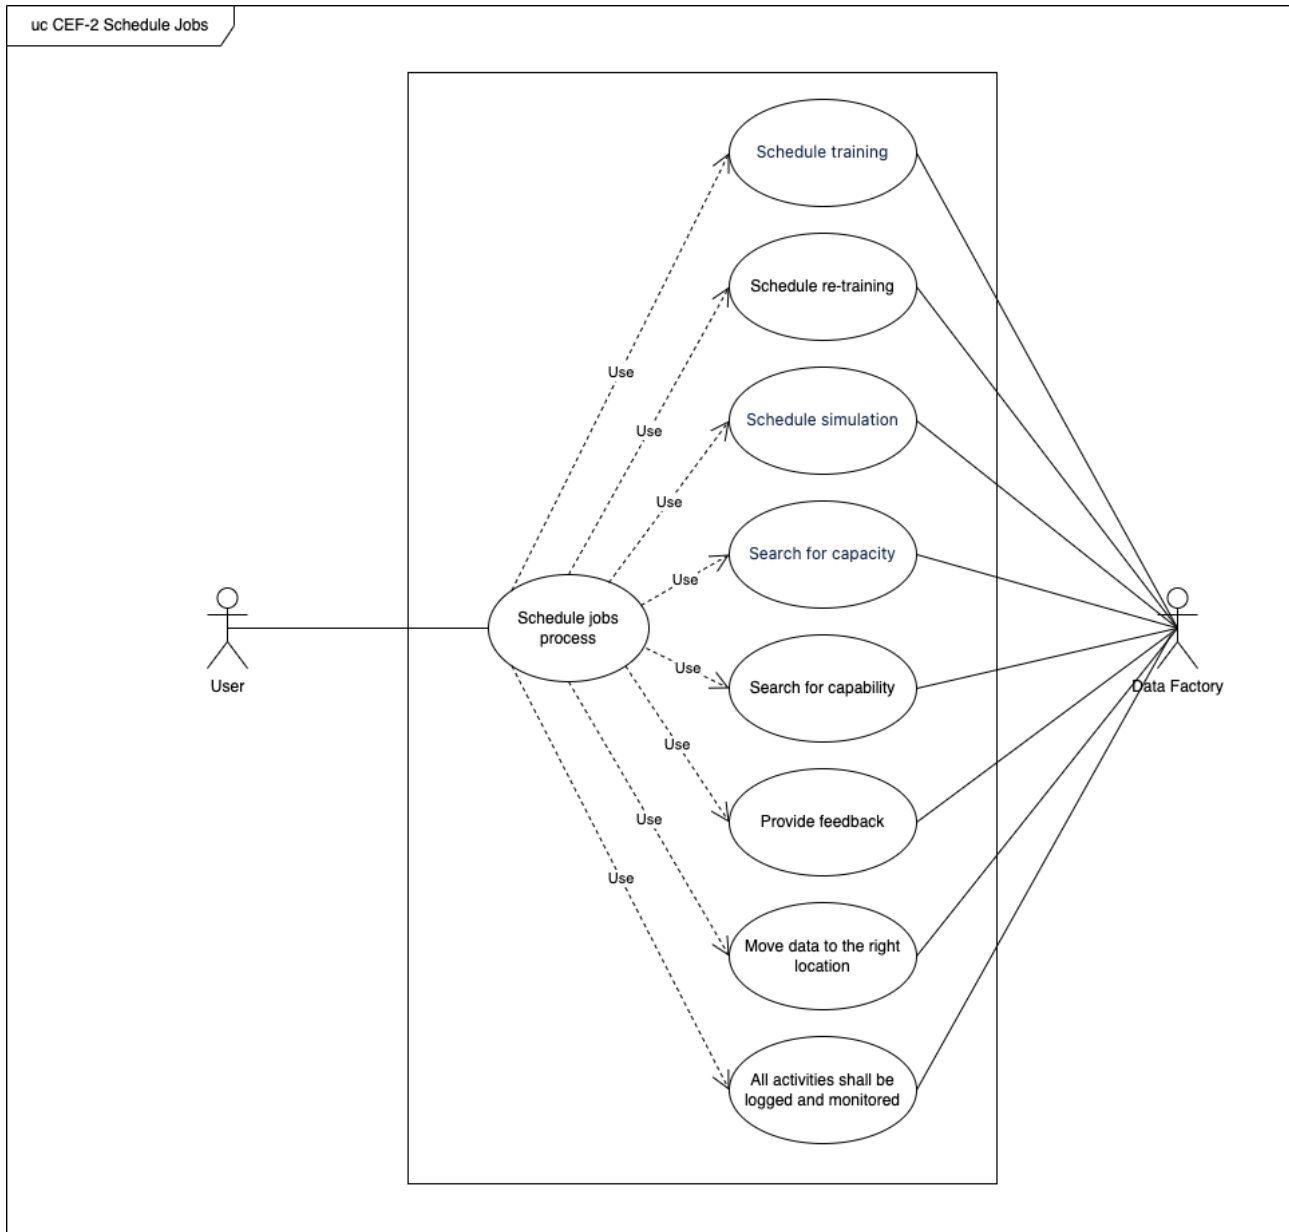 uc CEF-2 Schedule Jobs
Schedule training
Schedule re-training
Use
Schedule simulation
Use
Use
Search for capacity
Use
Schedule jobs
process
User
Use
Search for capability
Data Factory
Use
Provide feedback
Use
Use
Move data to the right
location
All activities shall be
logged and monitored